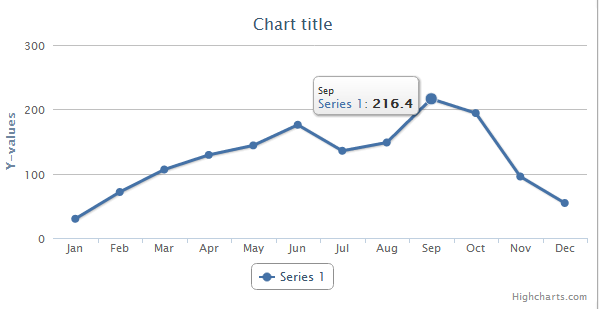 Chart title
300
200
100
0
Y-values
Sep
Series 1: 216.4
Jan Feb Mar Apr May Jun Jul Aug Sep Oct Nov Dec
Series 1
Highcharts.com